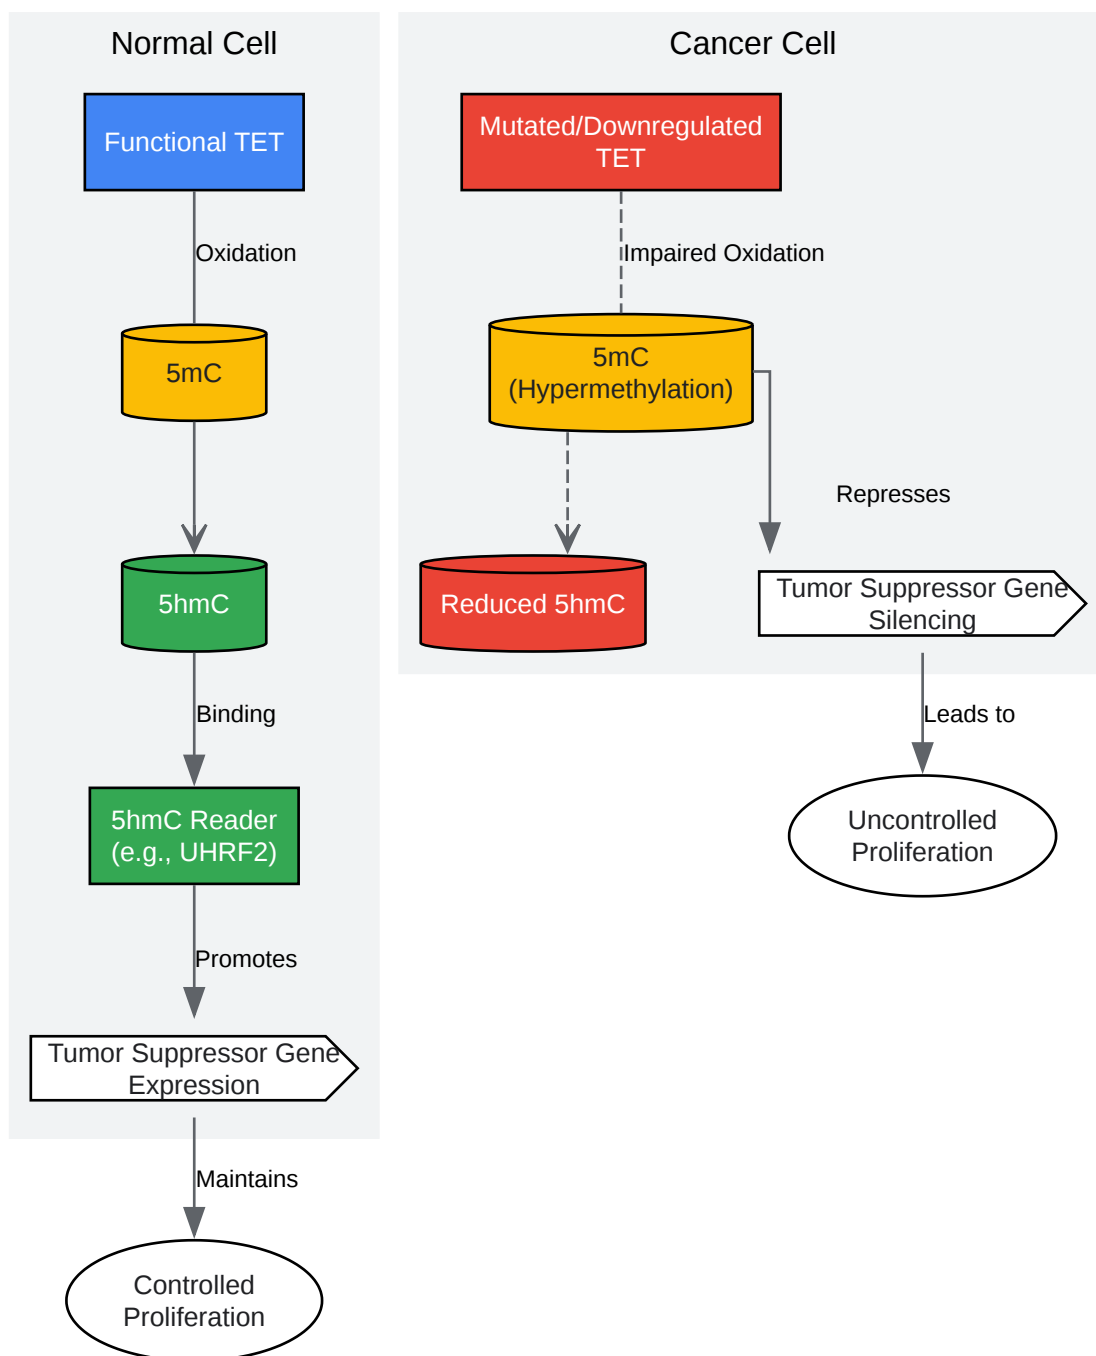 Normal Cell
Functional TET
Oxidation
5mC
5hmC
Binding
5hmC Reader
(e.g., UHRF2)
Promotes
Tumor Suppressor Gene
Expression
Maintains
Controlled
Proliferation
Cancer Cell
Mutated/Downregulated
TET
Impaired Oxidation
5mC
(Hypermethylation)
Represses
Reduced 5hmC
Tumor Suppressor Gene
Silencing
Leads to
Uncontrolled
Proliferation